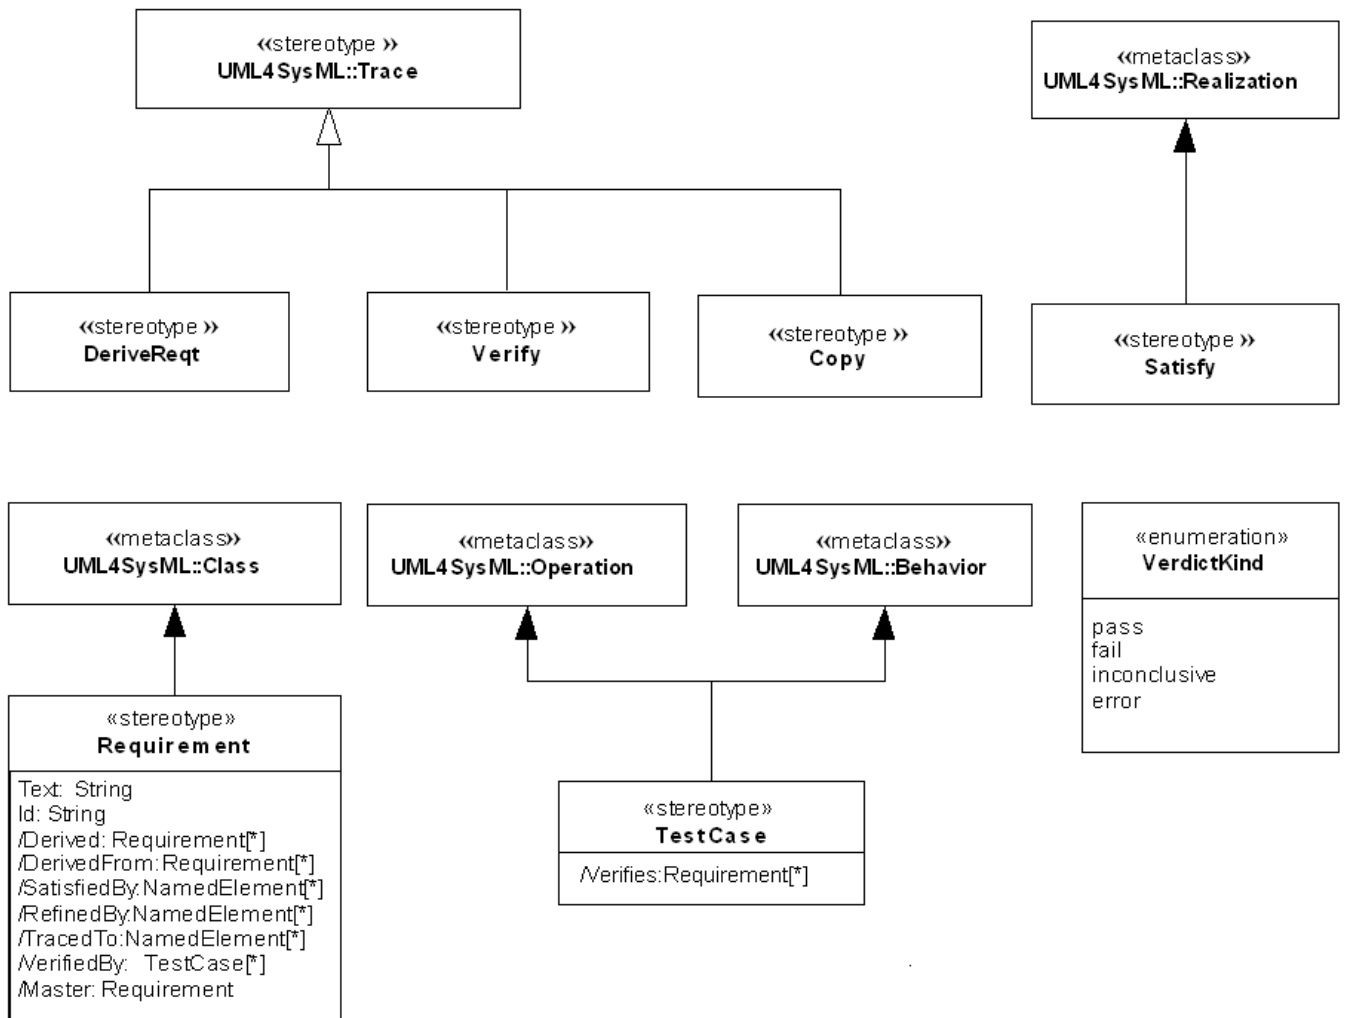 ««stereotype »»
UML4SysML::Trace
««metaclass»»
UML4SysML::Realization
««stereotype »»
DeriveReqt
««stereotype »»
Verify
««stereotype »»
Copy
««stereotype »»
Satisfy
««metaclass»»
UML4SysML::Class
««metaclass»»
UML4SysML::Operation
««metaclass»»
UML4SysML::Behavior
«enumeration»
VerdictKind
pass
fail
inconclusive
error
«stereotype»
Requirement
Text: String
Id: String
/Derived: Requirement[*]
/DerivedFrom:Requirement[*]
/SatisfiedBy:NamedElement[*]
/RefinedBy:NamedElement[*]
/TracedTo:NamedElement[*]
/VerifiedBy: TestCase[*]
/Master: Requirement
«stereotype»
TestCase
/Verifies:Requirement[*]